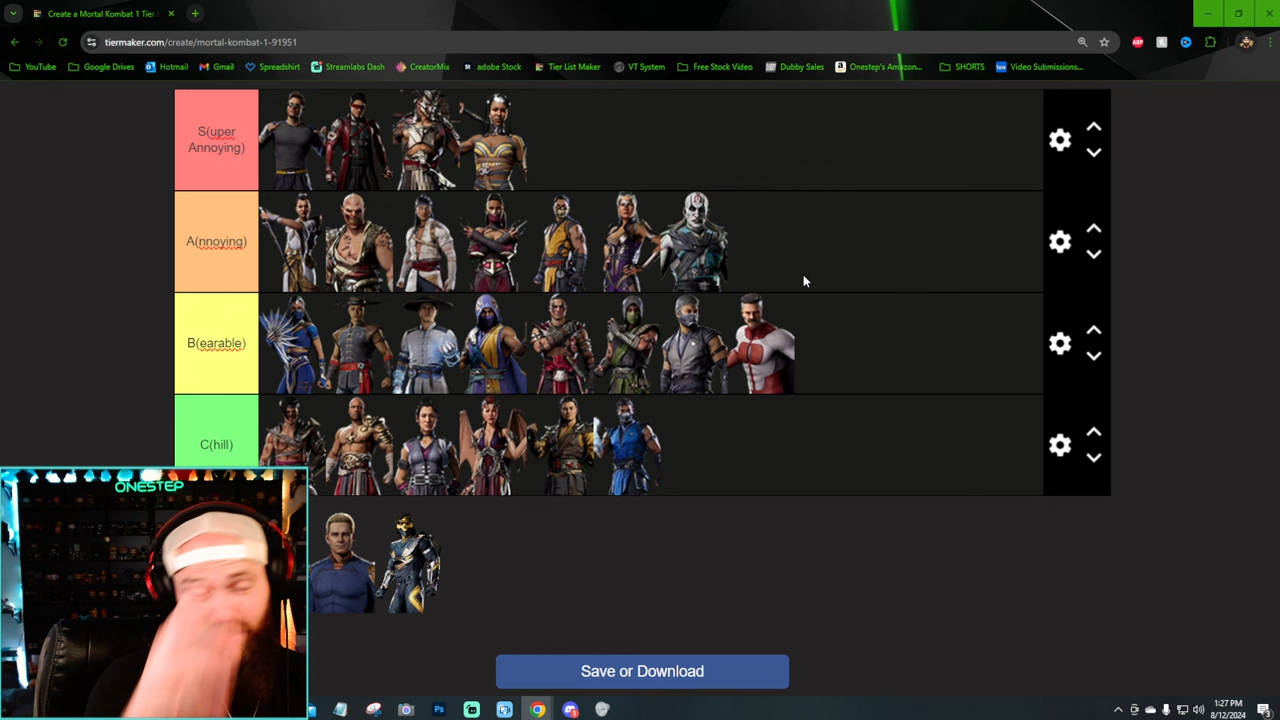 Create a Mortal Kombat 1 Tier
tiermaker.com/create/mortal-kombat-1-91951
YouTube Google Drives Hotmail Gmail Spreadshirt Streamlabs Dash CreatorMix adobe Stock Tier List Maker VT System Free Stock Video Dubby Sales Onestep's Amazon... SHORTS Video Submissions...
S(uper
Annoying)
A(nnoying)
B(earable)
C(hill)
ONESTEP
Save or Download
1:27 PM
8/12/2024